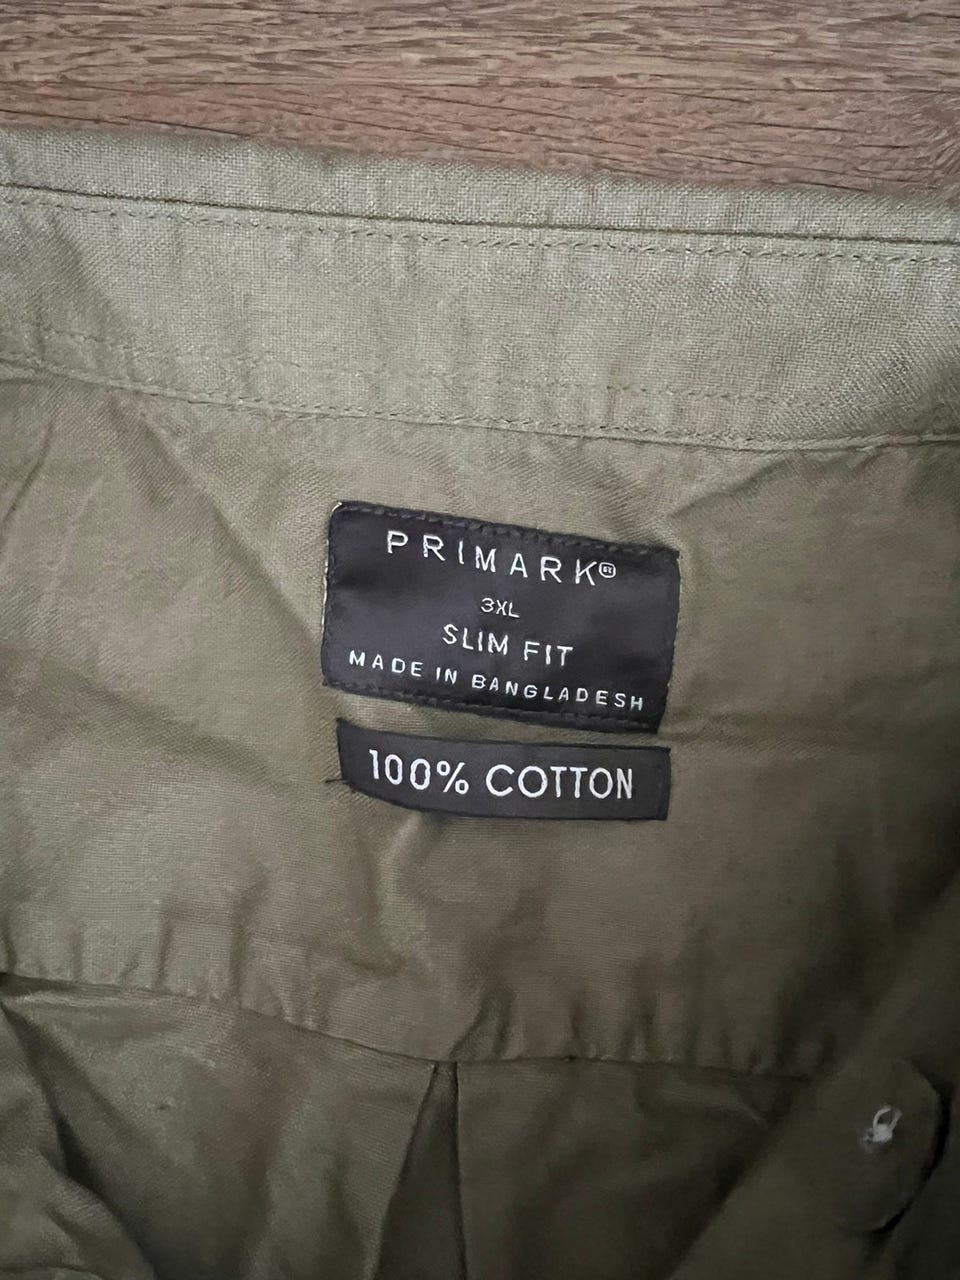 PRIMARK®
3XL
SLIM FIT
MADE IN BANGLADESH
100% COTTON